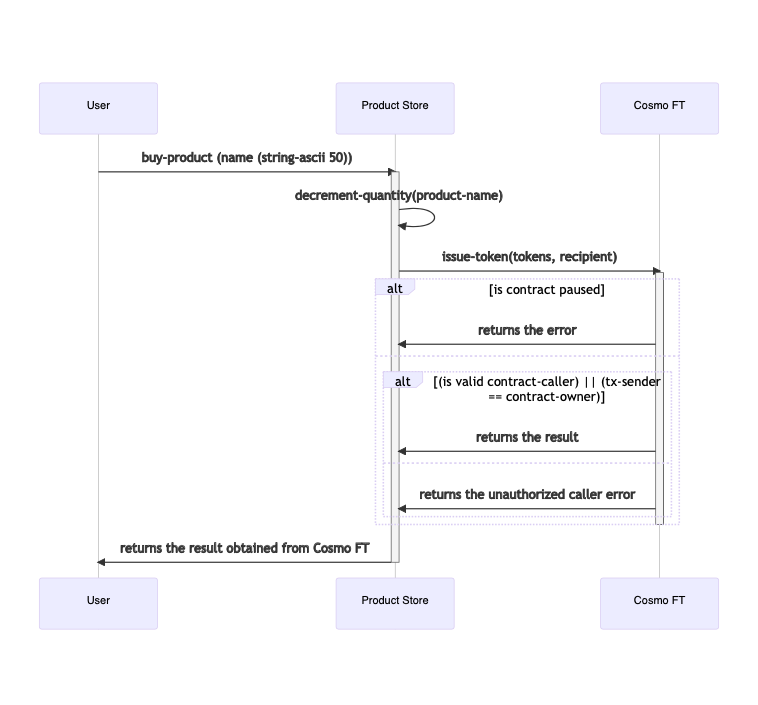 User
Product Store
Cosmo FT
buy-product (name (string-ascii 50))
decrement-quantity(product-name)
issue-token(tokens, recipient)
alt
[is contract paused]
returns the error
alt
[(is valid contract-caller) || (tx-sender
== contract-owner)]
returns the result
returns the unauthorized caller error
returns the result obtained from Cosmo FT
User
Product Store
Cosmo FT